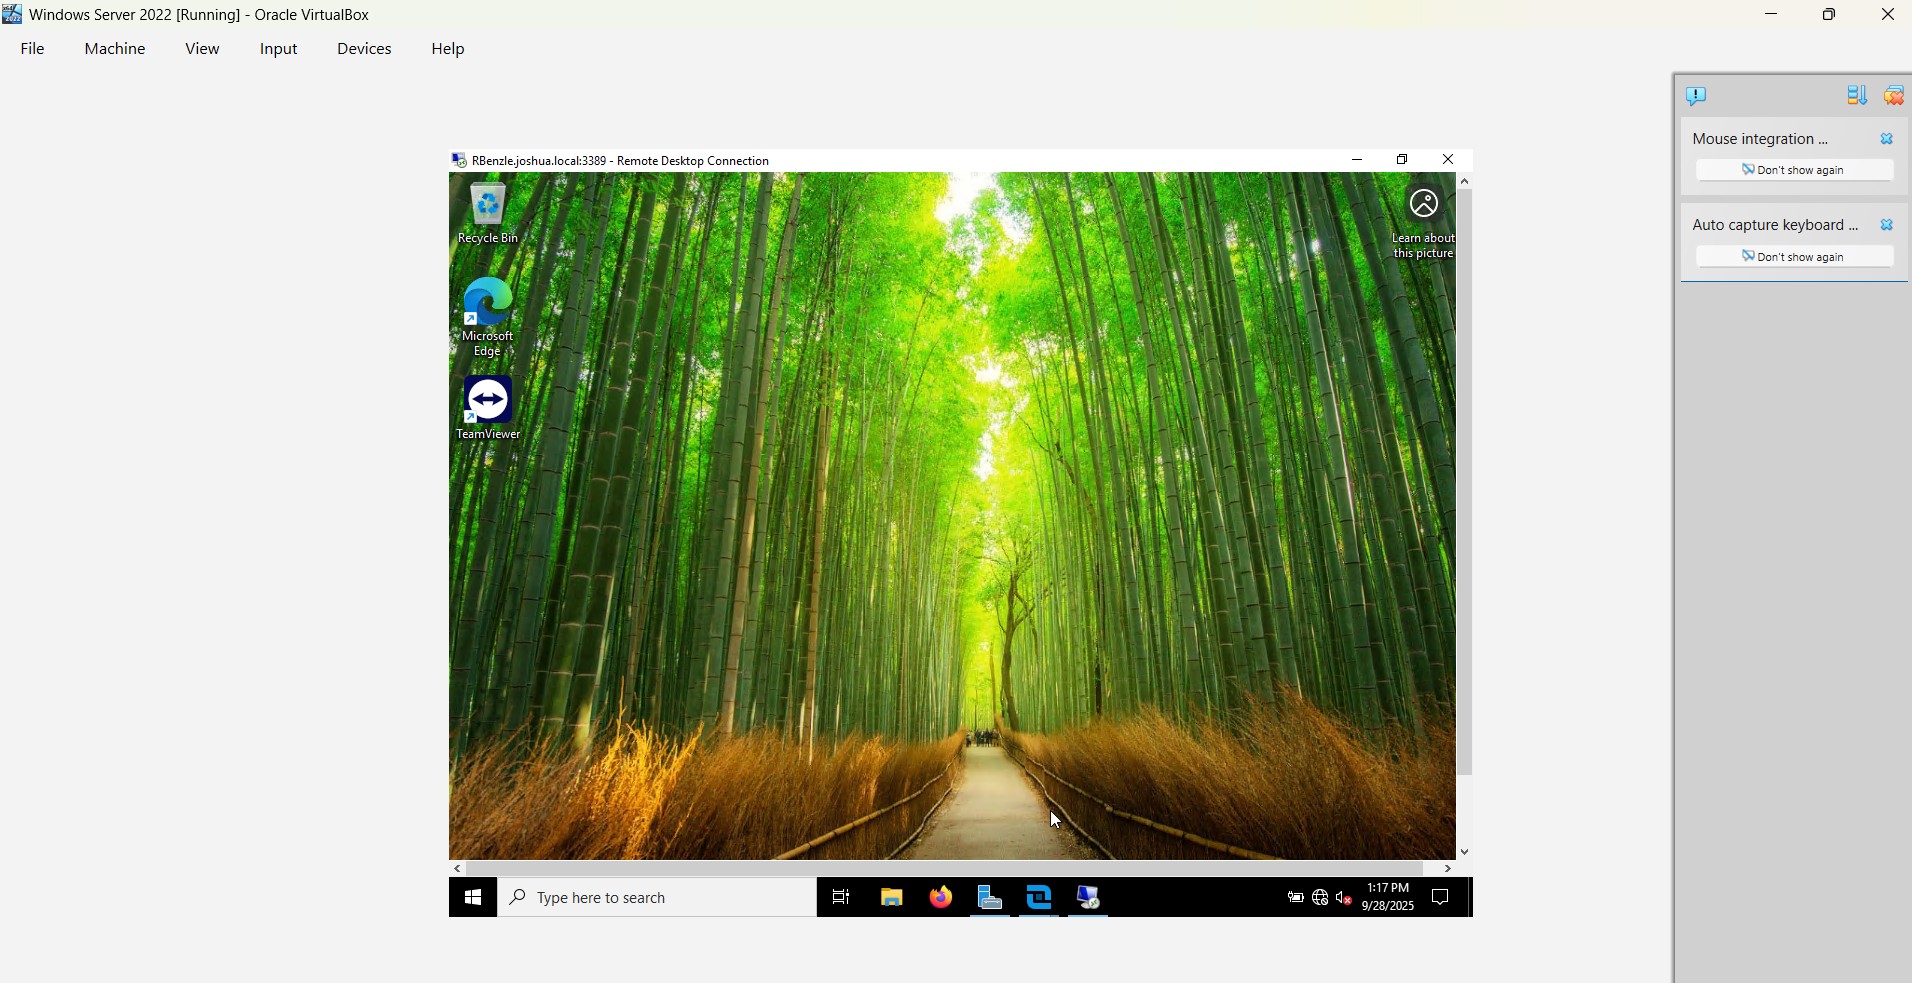 Windows Server 2022 [Running] - Oracle VirtualBox
File Machine View Input Devices Help
Mouse integration ...
Don't show again
Auto capture keyboard ...
Don't show again
RBenzle.joshua.local:3389 - Remote Desktop Connection
Recycle Bin
Learn about
this picture
Microsoft
Edge
TeamViewer
Type here to search
1:17 PM
9/28/2025